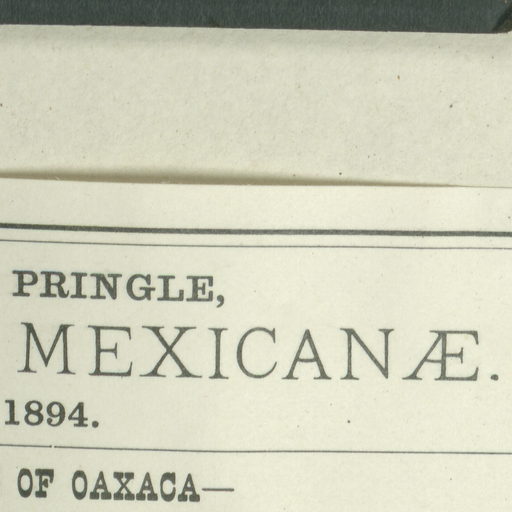 PRINGLE,
MEXICANÆ.
1894.
OF OAXACA—